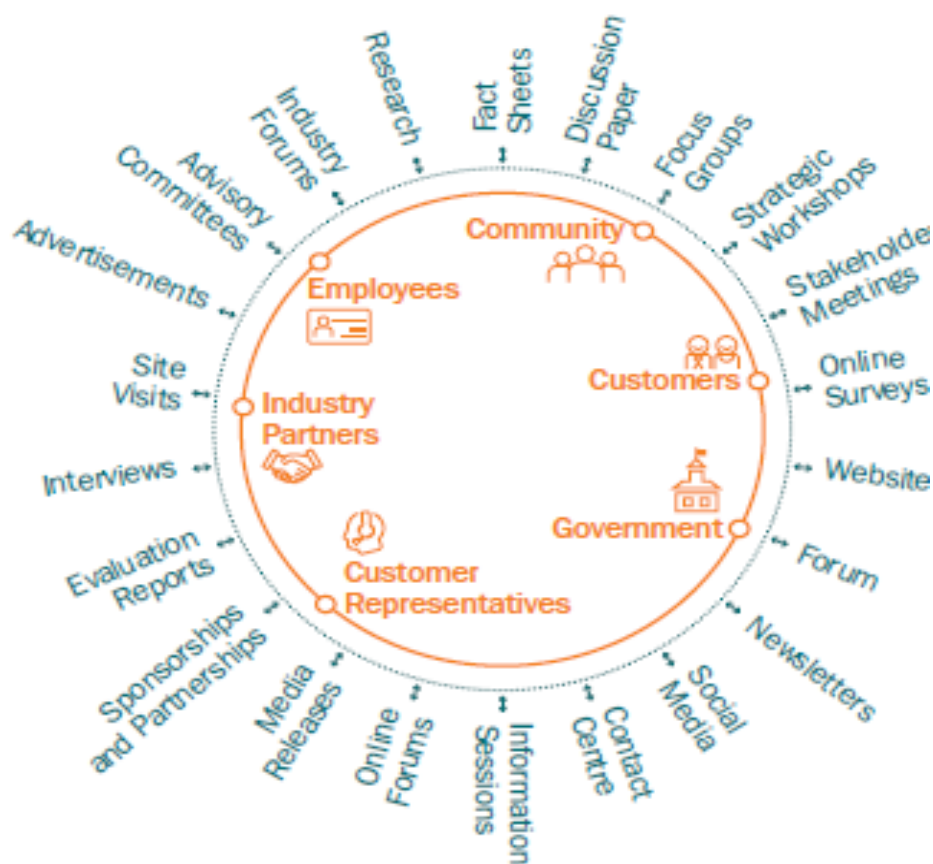 Fact
Sheets
Discussion
Paper
Focus
Groups
Strategic
Workshops
Stakeholder
Meetings
Online
Surveys
Website
Forum
Newsletters
Social
Media
Contact
Centre
Information
Sessions
Online
Forums
Media
Releases
Sponsorships
and Partnerships
Evaluation
Reports
Interviews
Site
Visits
Advertisements
Advisory
Committees
Industry
Forums
Research
Community
Customers
Government
Customer
Representatives
Industry
Partners
Employees